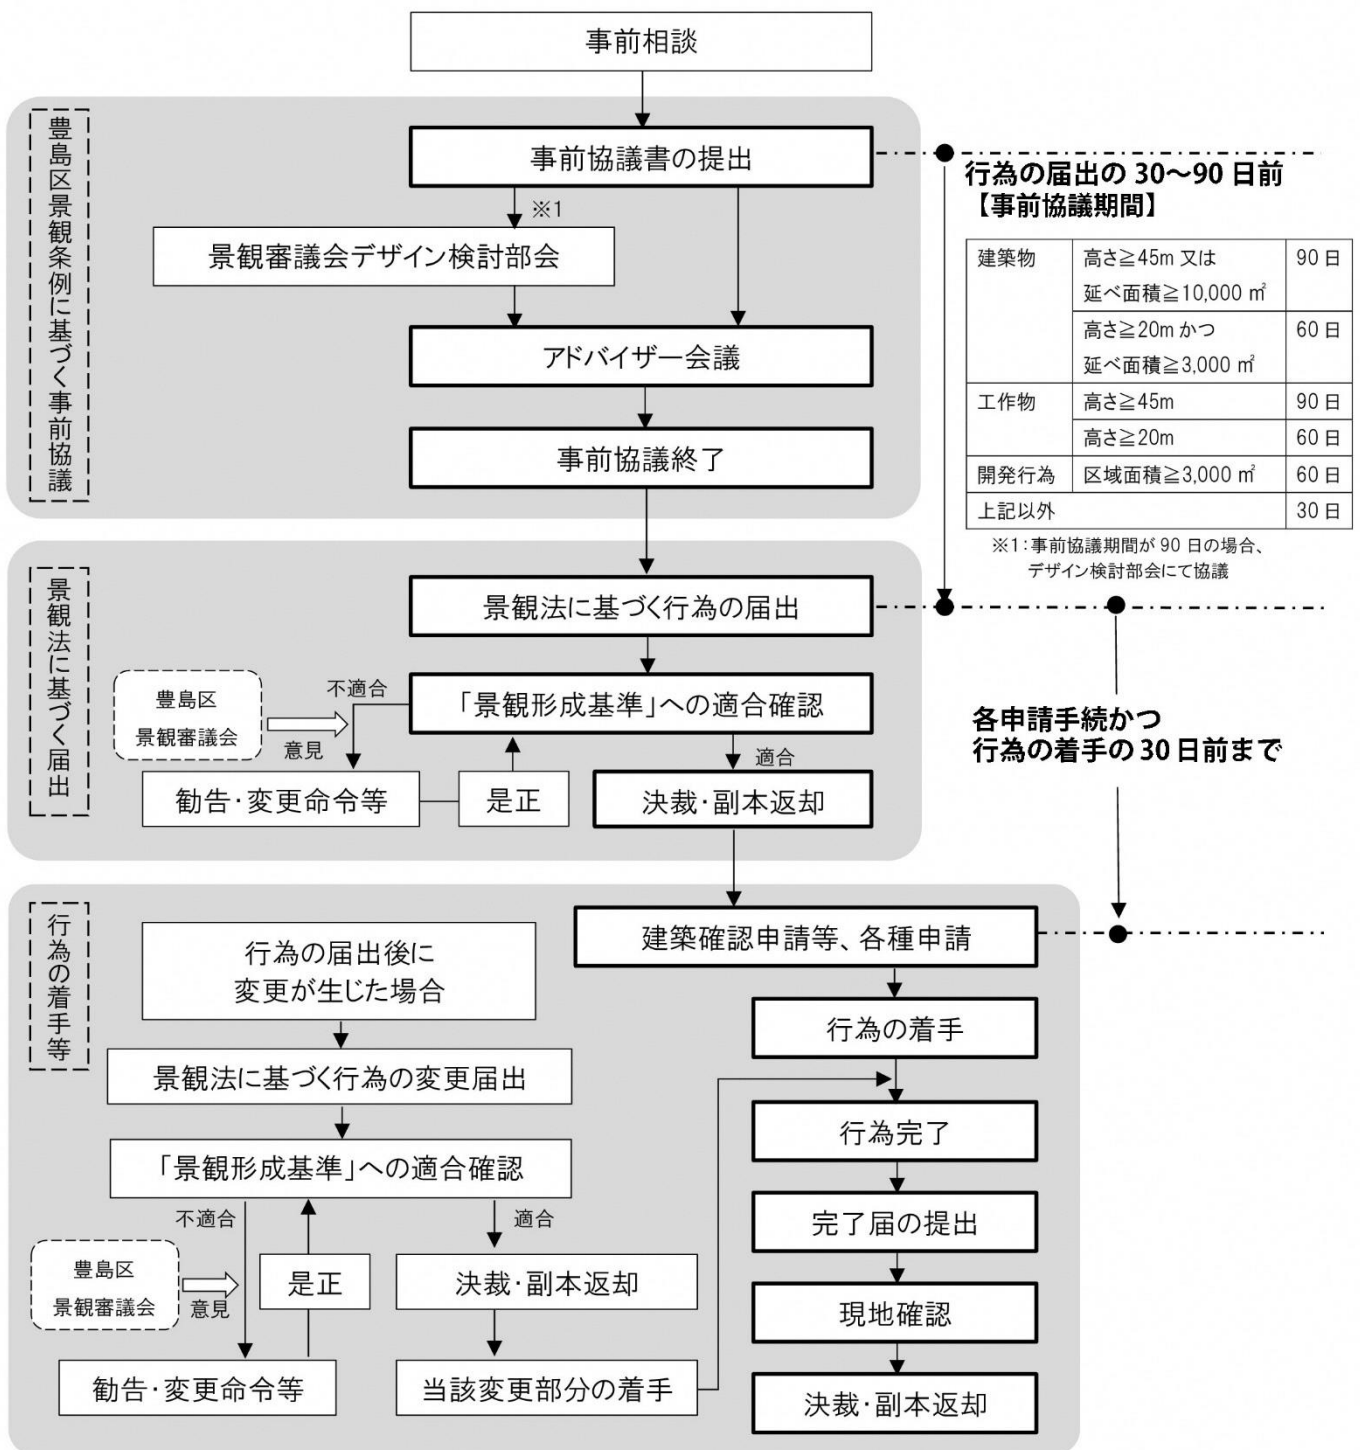 事前相談
豊島区景観条例に基づく事前協議
事前協議書の提出
※1
景観審議会デザイン検討部会
アドバイザー会議
事前協議終了
行為の届出の 30～90 日前
【事前協議期間】
建築物 高さ≧45m 又は 90 日
延べ面積≧10,000 ㎡
高さ≧20m かつ 60 日
延べ面積≧3,000 ㎡
工作物 高さ≧45m 90 日
高さ≧20m 60 日
開発行為 区域面積≧3,000 ㎡ 60 日
上記以外 30 日
※1：事前協議期間が 90 日の場合、
デザイン検討部会にて協議
景観法に基づく届出
景観法に基づく行為の届出
「景観形成基準」への適合確認
不適合
豊島区
景観審議会
意見
勧告・変更命令等
是正
適合
決裁・副本返却
各申請手続かつ
行為の着手の 30 日前まで
行為の着手等
建築確認申請等、各種申請
行為の着手
行為完了
完了届の提出
現地確認
決裁・副本返却
行為の届出後に
変更が生じた場合
景観法に基づく行為の変更届出
「景観形成基準」への適合確認
不適合
適合
豊島区
景観審議会
意見
是正
勧告・変更命令等
決裁・副本返却
当該変更部分の着手